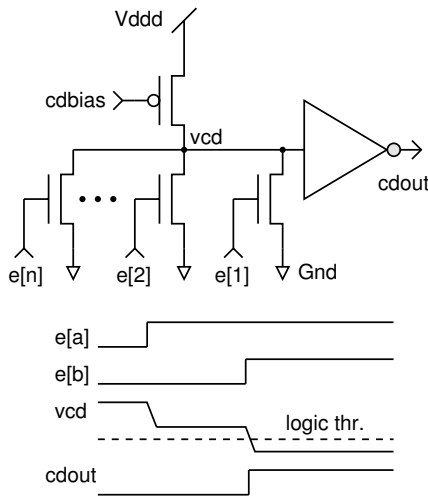 Vddd
cdbias
vcd
cdout
e[n]
e[2]
e[1]
Gnd
e[a]
e[b]
vcd
logic thr.
cdout